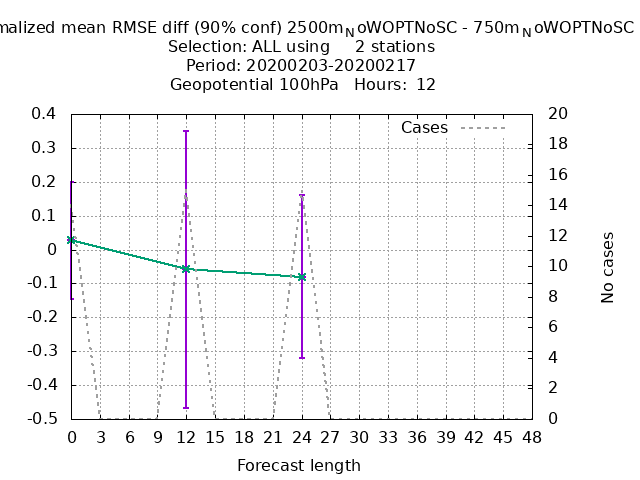 malized mean RMSE diff (90% conf) 2500mNoWOPTNoSC - 750mNoWOPTNoSC
Selection: ALL using 2 stations
Period: 20200203-20200217
Geopotential 100hPa Hours: 12
Cases
0.4
0.3
0.2
0.1
0
-0.1
-0.2
-0.3
-0.4
-0.5
20
18
16
14
12
10
8
6
4
2
0
No cases
0 3 6 9 12 15 18 21 24 27 30 33 36 39 42 45 48
Forecast length